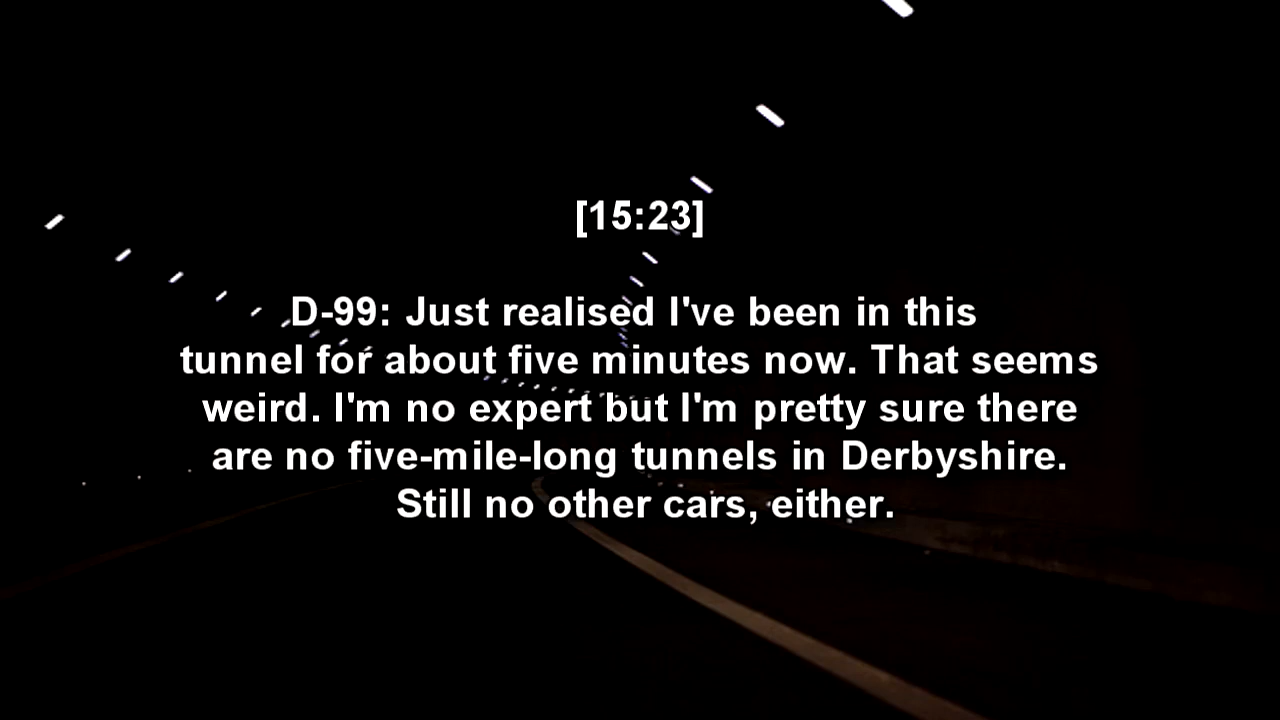 [15:23]
D-99: Just realised I've been in this
tunnel for about five minutes now. That seems
weird. I'm no expert but I'm pretty sure there
are no five-mile-long tunnels in Derbyshire.
Still no other cars, either.